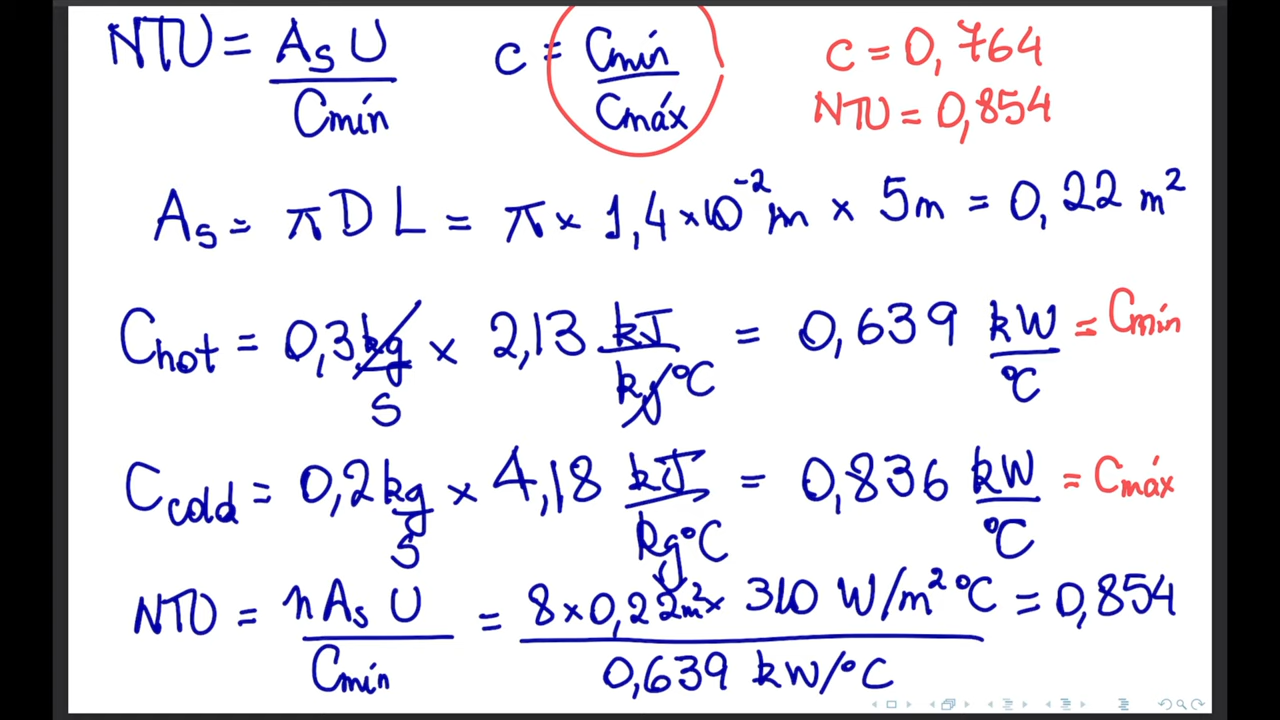 NTU = As U / Cmín   c = Cmín / Cmáx   c = 0,764
NTU = 0,854
As = π D L = π × 1,4 × 10⁻² m × 5m = 0,22 m²
Chot = 0,3 kg/s × 2,13 kJ/kg°C = 0,639 kW/°C = Cmín
Ccold = 0,2 kg/s × 4,18 kJ/kg°C = 0,836 kW/°C = Cmáx
NTU = n As U / Cmín = 8 × 0,22 m² × 310 W/m²°C / 0,639 kW/°C = 0,854